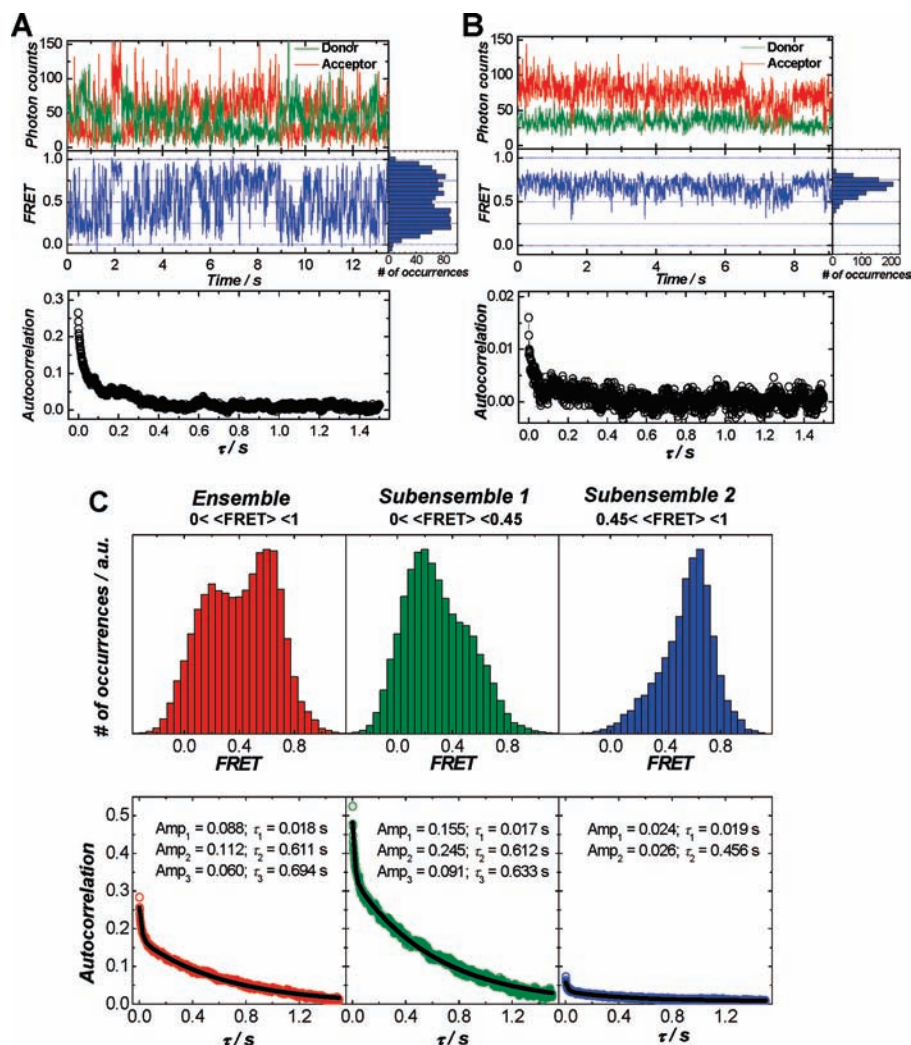 A
B
Donor
Acceptor
Photon counts
150
100
50
0
FRET
1.0
0.5
0.0
0 2 4 6 8 10 12
0 40 80
Time / s
# of occurrences
Autocorrelation
0.3
0.2
0.1
0.0
0.0 0.2 0.4 0.6 0.8 1.0 1.2 1.4
τ / s
Donor
Acceptor
Photon counts
150
100
50
0
FRET
1.0
0.5
0.0
0 2 4 6 8
0 100 200
Time / s
# of occurrences
Autocorrelation
0.02
0.01
0.00
0.0 0.2 0.4 0.6 0.8 1.0 1.2 1.4
τ / s
C
Ensemble
0< <FRET> <1
Subensemble 1
0< <FRET> <0.45
Subensemble 2
0.45< <FRET> <1
# of occurrences / a.u.
0.0 0.4 0.8
FRET
0.0 0.4 0.8
FRET
0.0 0.4 0.8
FRET
Autocorrelation
0.5
0.4
0.3
0.2
0.1
0.0
Amp1 = 0.088; τ1 = 0.018 s
Amp2 = 0.112; τ2 = 0.611 s
Amp3 = 0.060; τ3 = 0.694 s
Amp1 = 0.155; τ1 = 0.017 s
Amp2 = 0.245; τ2 = 0.612 s
Amp3 = 0.091; τ3 = 0.633 s
Amp1 = 0.024; τ1 = 0.019 s
Amp2 = 0.026; τ2 = 0.456 s
0.0 0.4 0.8 1.2
τ / s
0.0 0.4 0.8 1.2
τ / s
0.0 0.4 0.8 1.2
τ / s